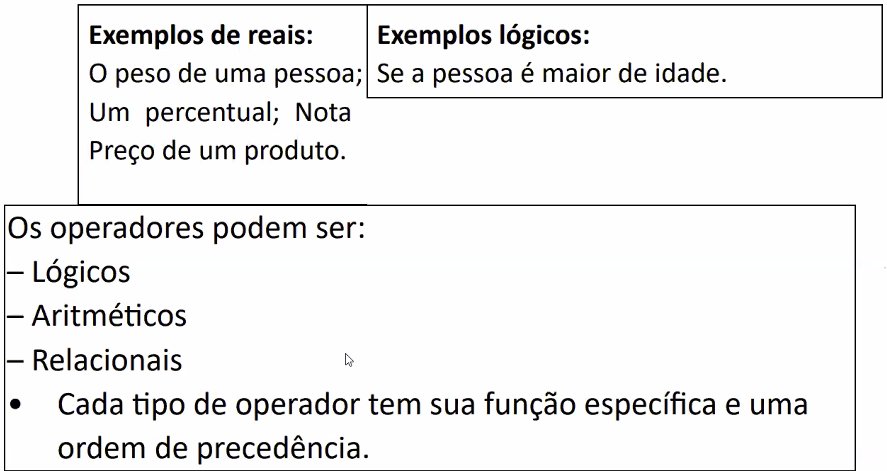 Exemplos de reais:
O peso de uma pessoa;
Um percentual; Nota
Preço de um produto.
Exemplos lógicos:
Se a pessoa é maior de idade.
Os operadores podem ser:
– Lógicos
– Aritméticos
– Relacionais
• Cada tipo de operador tem sua função específica e uma
ordem de precedência.